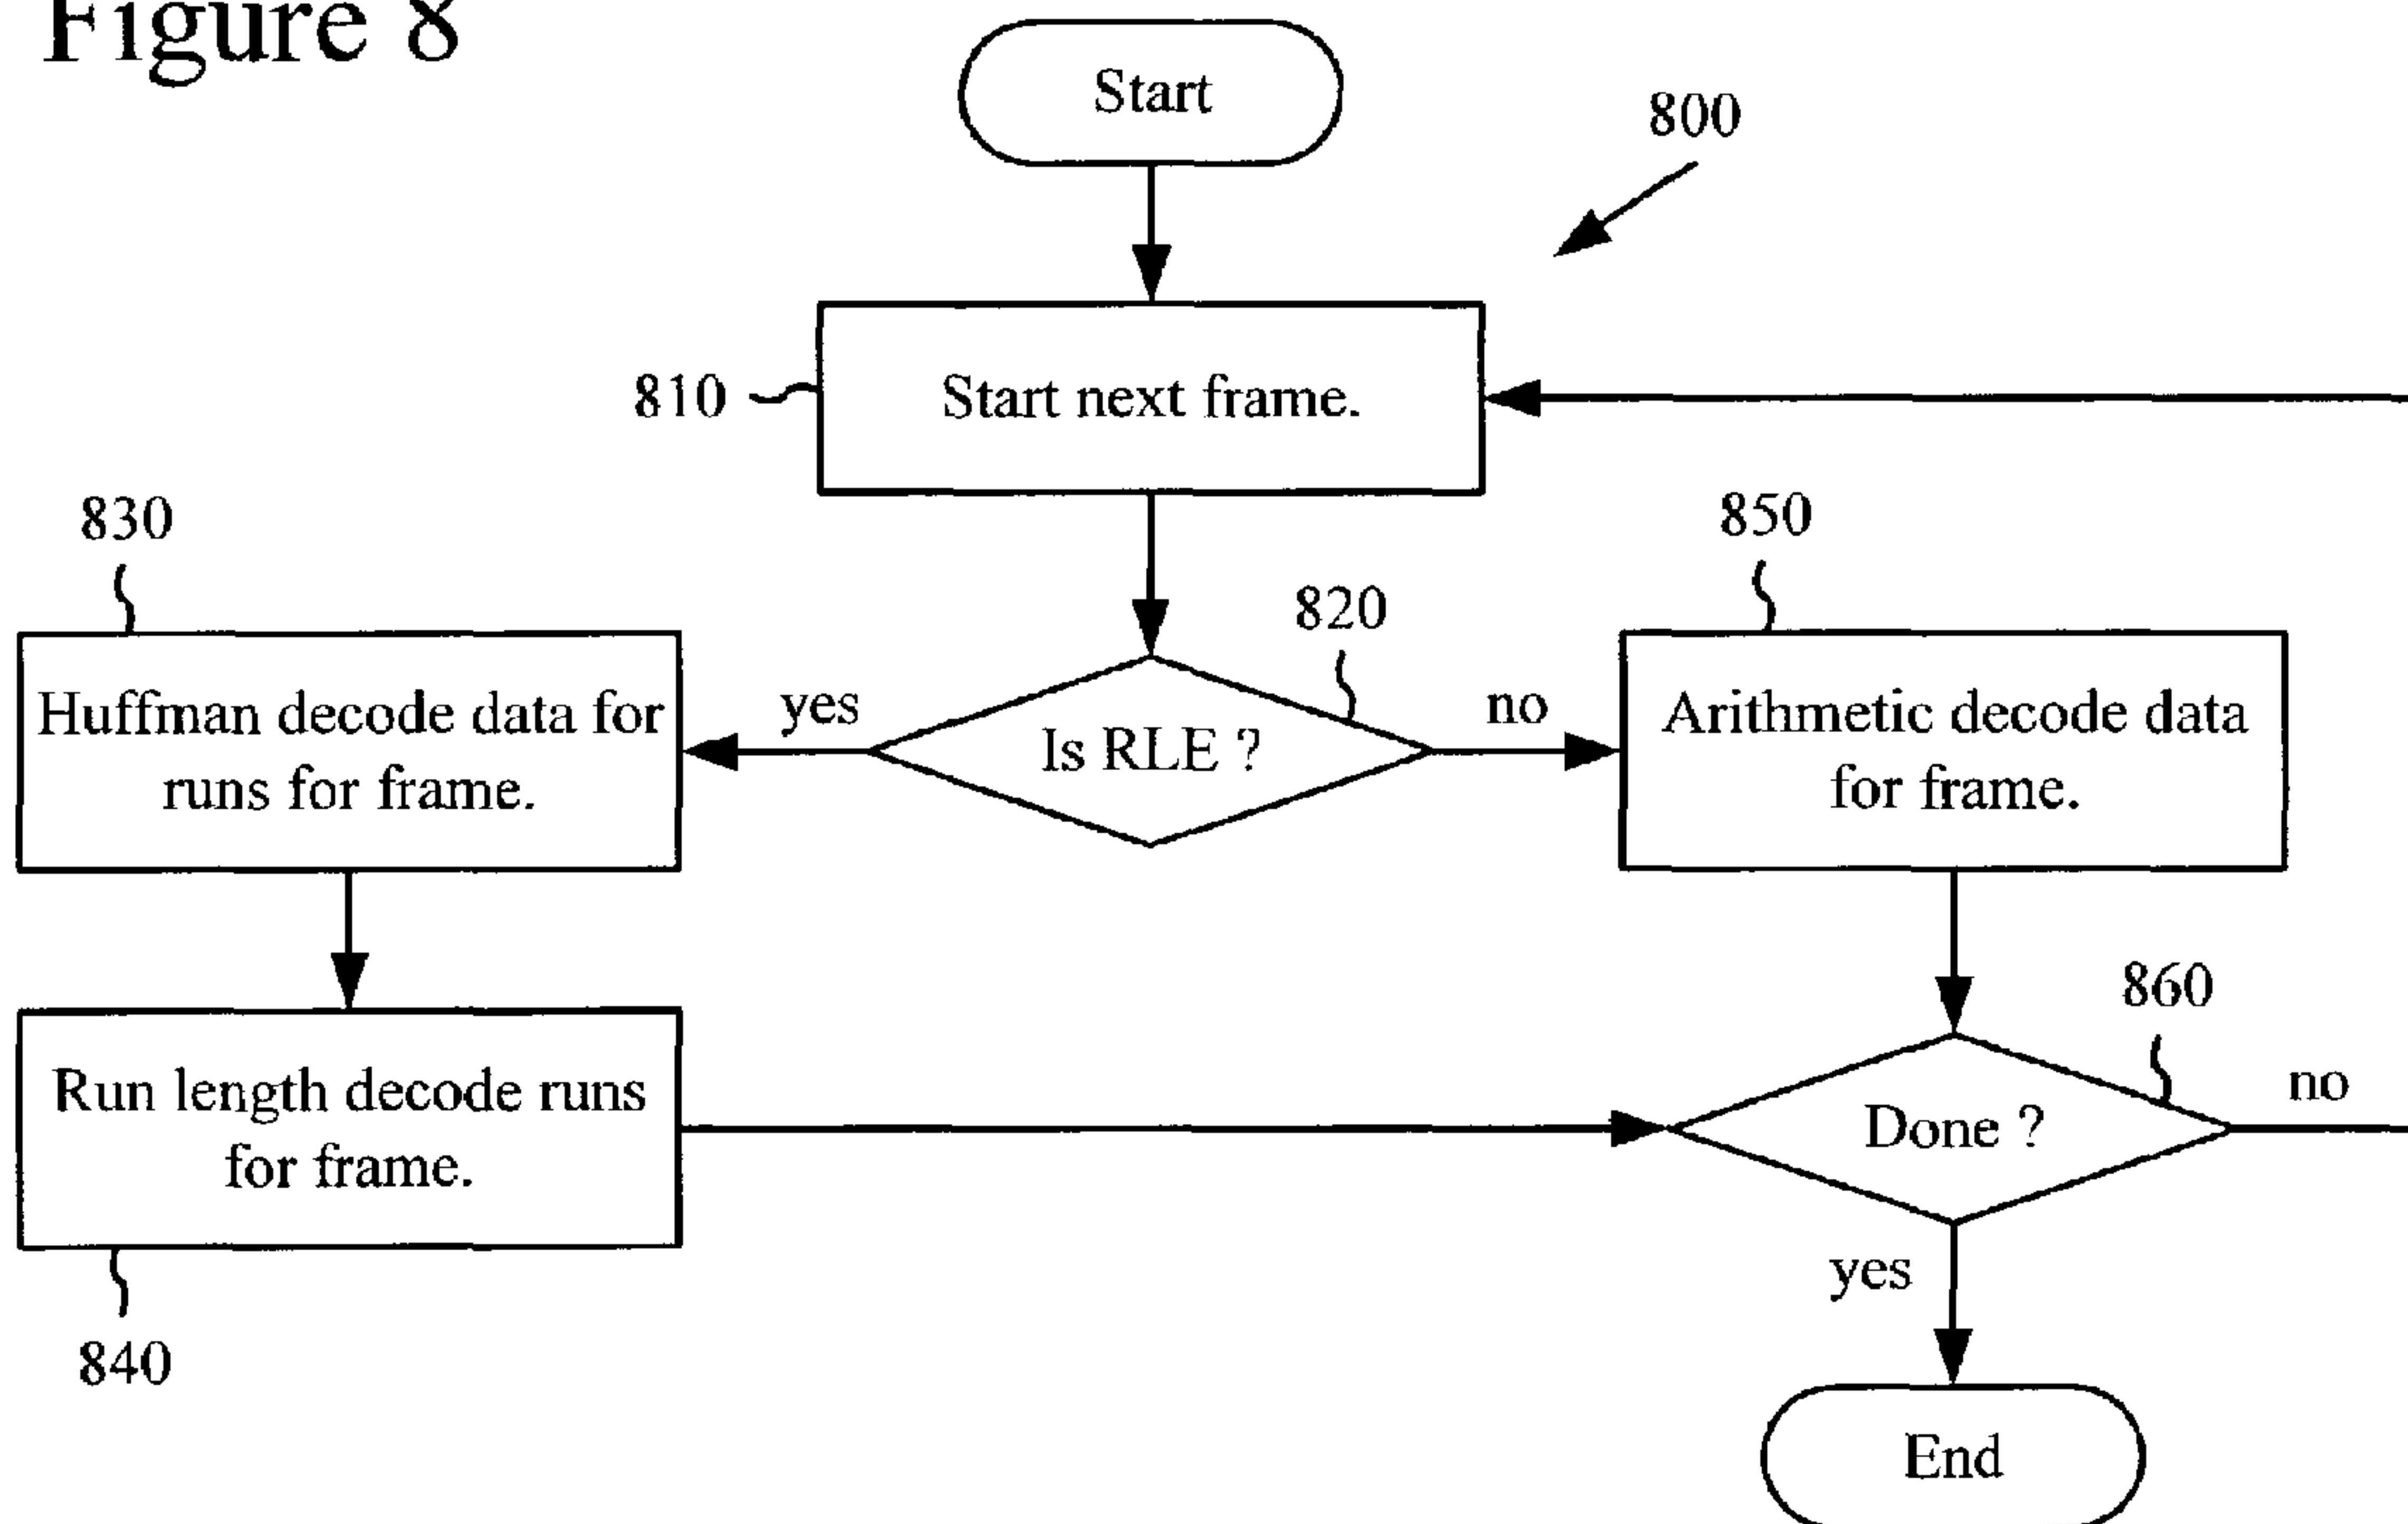 Figure 8
Start
800
810
Start next frame.
830
850
820
Huffman decode data for
runs for frame.
yes
Is RLE ?
no
Arithmetic decode data
for frame.
860
Run length decode runs
for frame.
Done ?
no
yes
840
End